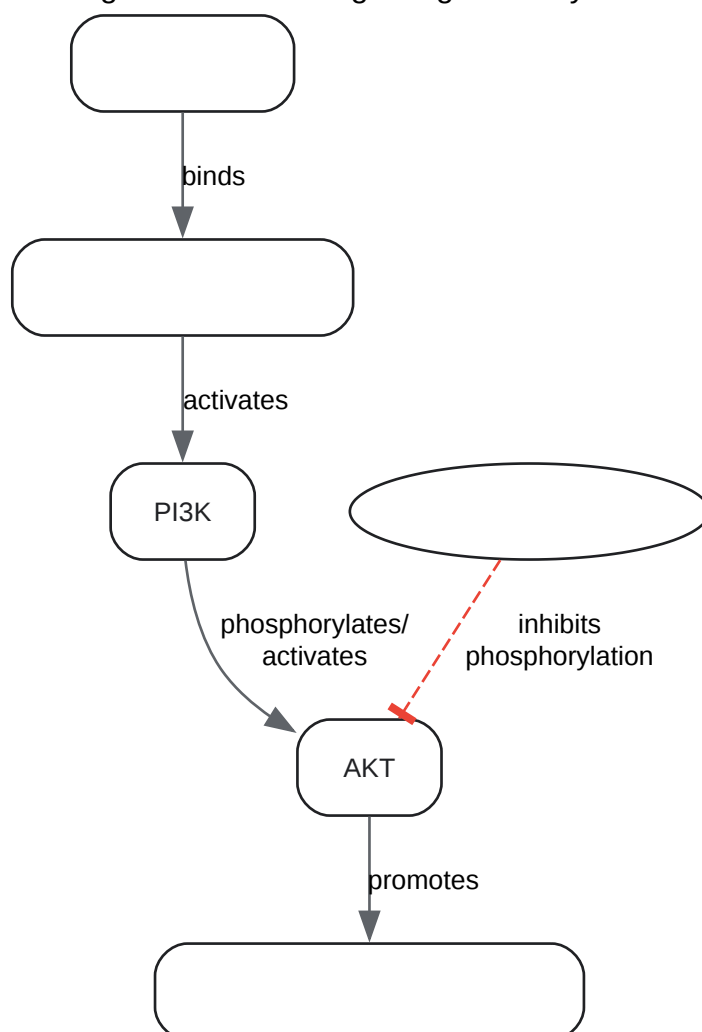 binds
activates
PI3K
phosphorylates/
activates
inhibits
phosphorylation
AKT
promotes